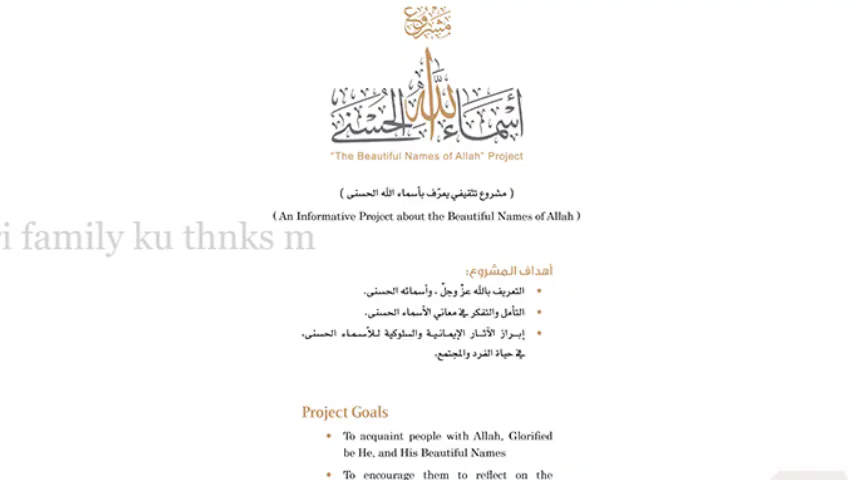 مشروع
أسماء الله الحسنى
"The Beautiful Names of Allah" Project
( مشروع تثقيفي يعرّف بأسماء الله الحسنى )
( An Informative Project about the Beautiful Names of Allah )
ri family ku thnks m
أهداف المشروع:
• التعريف بالله عزّ وجلّ ، وأسمائه الحسنى.
• التأمل والتفكر في معاني الأسماء الحسنى.
• إبراز الآثار الإيمانية والسلوكية للأسماء الحسنى،
في حياة الفرد والمجتمع.
Project Goals
• To acquaint people with Allah, Glorified
be He, and His Beautiful Names
• To encourage them to reflect on the